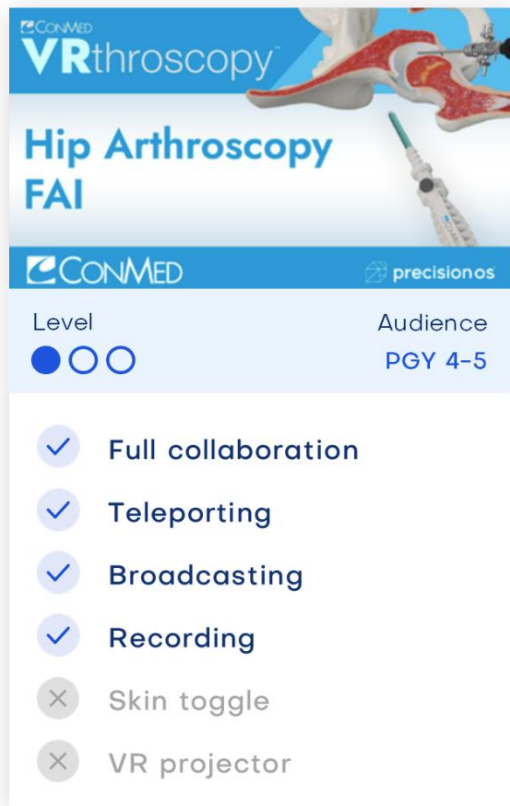 CONMED
VRthroscopy™
Hip Arthroscopy
FAI
CONMED precisionos
Level Audience
PGY 4-5
Full collaboration
Teleporting
Broadcasting
Recording
Skin toggle
VR projector